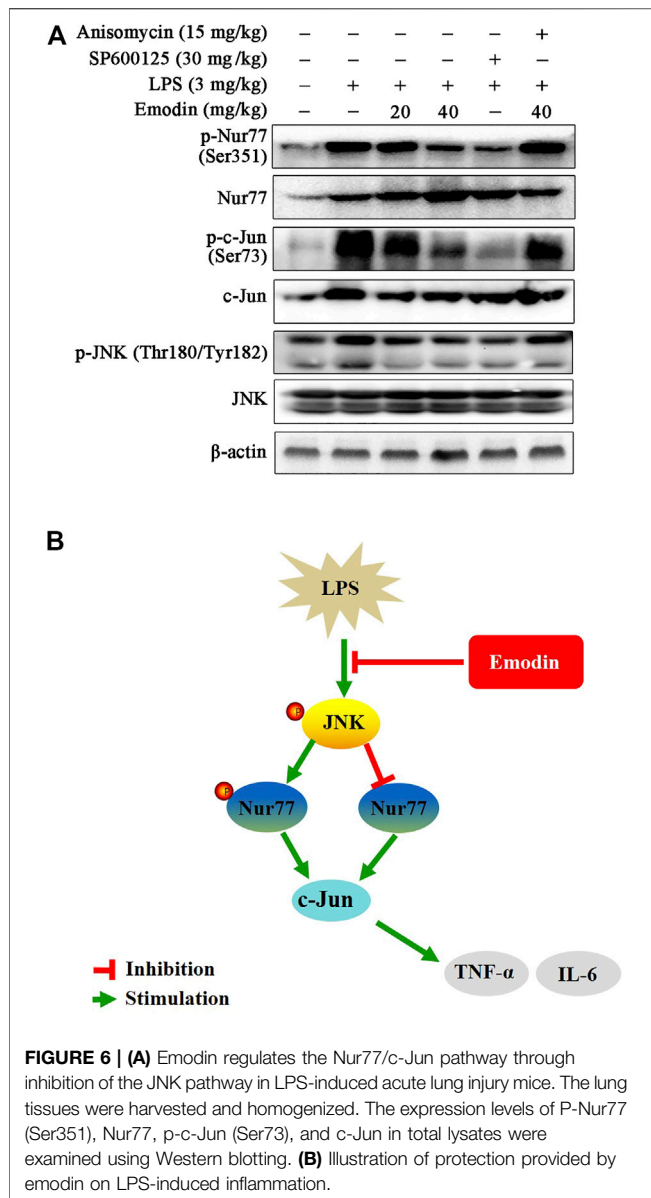 A
Anisomycin (15 mg/kg) – – – – – +
SP600125 (30 mg/kg) – – – – + –
LPS (3 mg/kg) – + + + + +
Emodin (mg/kg) – – 20 40 – 40
p-Nur77
(Ser351)
Nur77
p-c-Jun
(Ser73)
c-Jun
p-JNK (Thr180/Tyr182)
JNK
β-actin
B
LPS
Emodin
P
JNK
P
Nur77 Nur77
c-Jun
TNF-α IL-6
Inhibition
Stimulation
FIGURE 6 | (A) Emodin regulates the Nur77/c-Jun pathway through
inhibition of the JNK pathway in LPS-induced acute lung injury mice. The lung
tissues were harvested and homogenized. The expression levels of P-Nur77
(Ser351), Nur77, p-c-Jun (Ser73), and c-Jun in total lysates were
examined using Western blotting. (B) Illustration of protection provided by
emodin on LPS-induced inflammation.